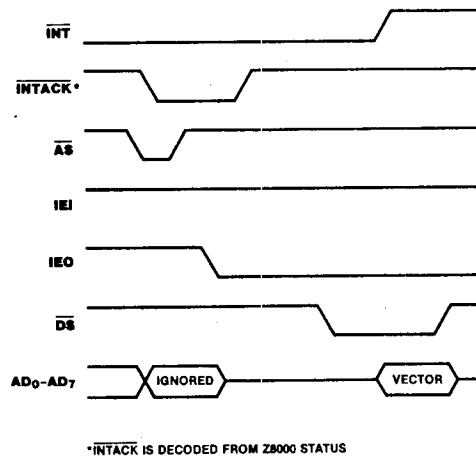 INT
INTACK*
AS
IEI
IEO
DS
AD0-AD7 IGNORED VECTOR
*INTACK IS DECODED FROM Z8000 STATUS